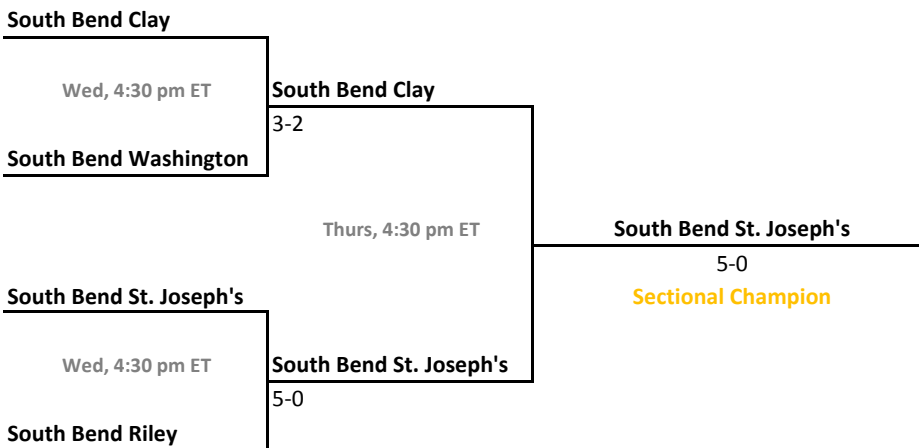 South Bend Clay
Wed, 4:30 pm ET
South Bend Clay
3-2
South Bend Washington
Thurs, 4:30 pm ET
South Bend St. Joseph's
5-0
Sectional Champion
South Bend St. Joseph's
Wed, 4:30 pm ET
South Bend St. Joseph's
5-0
South Bend Riley